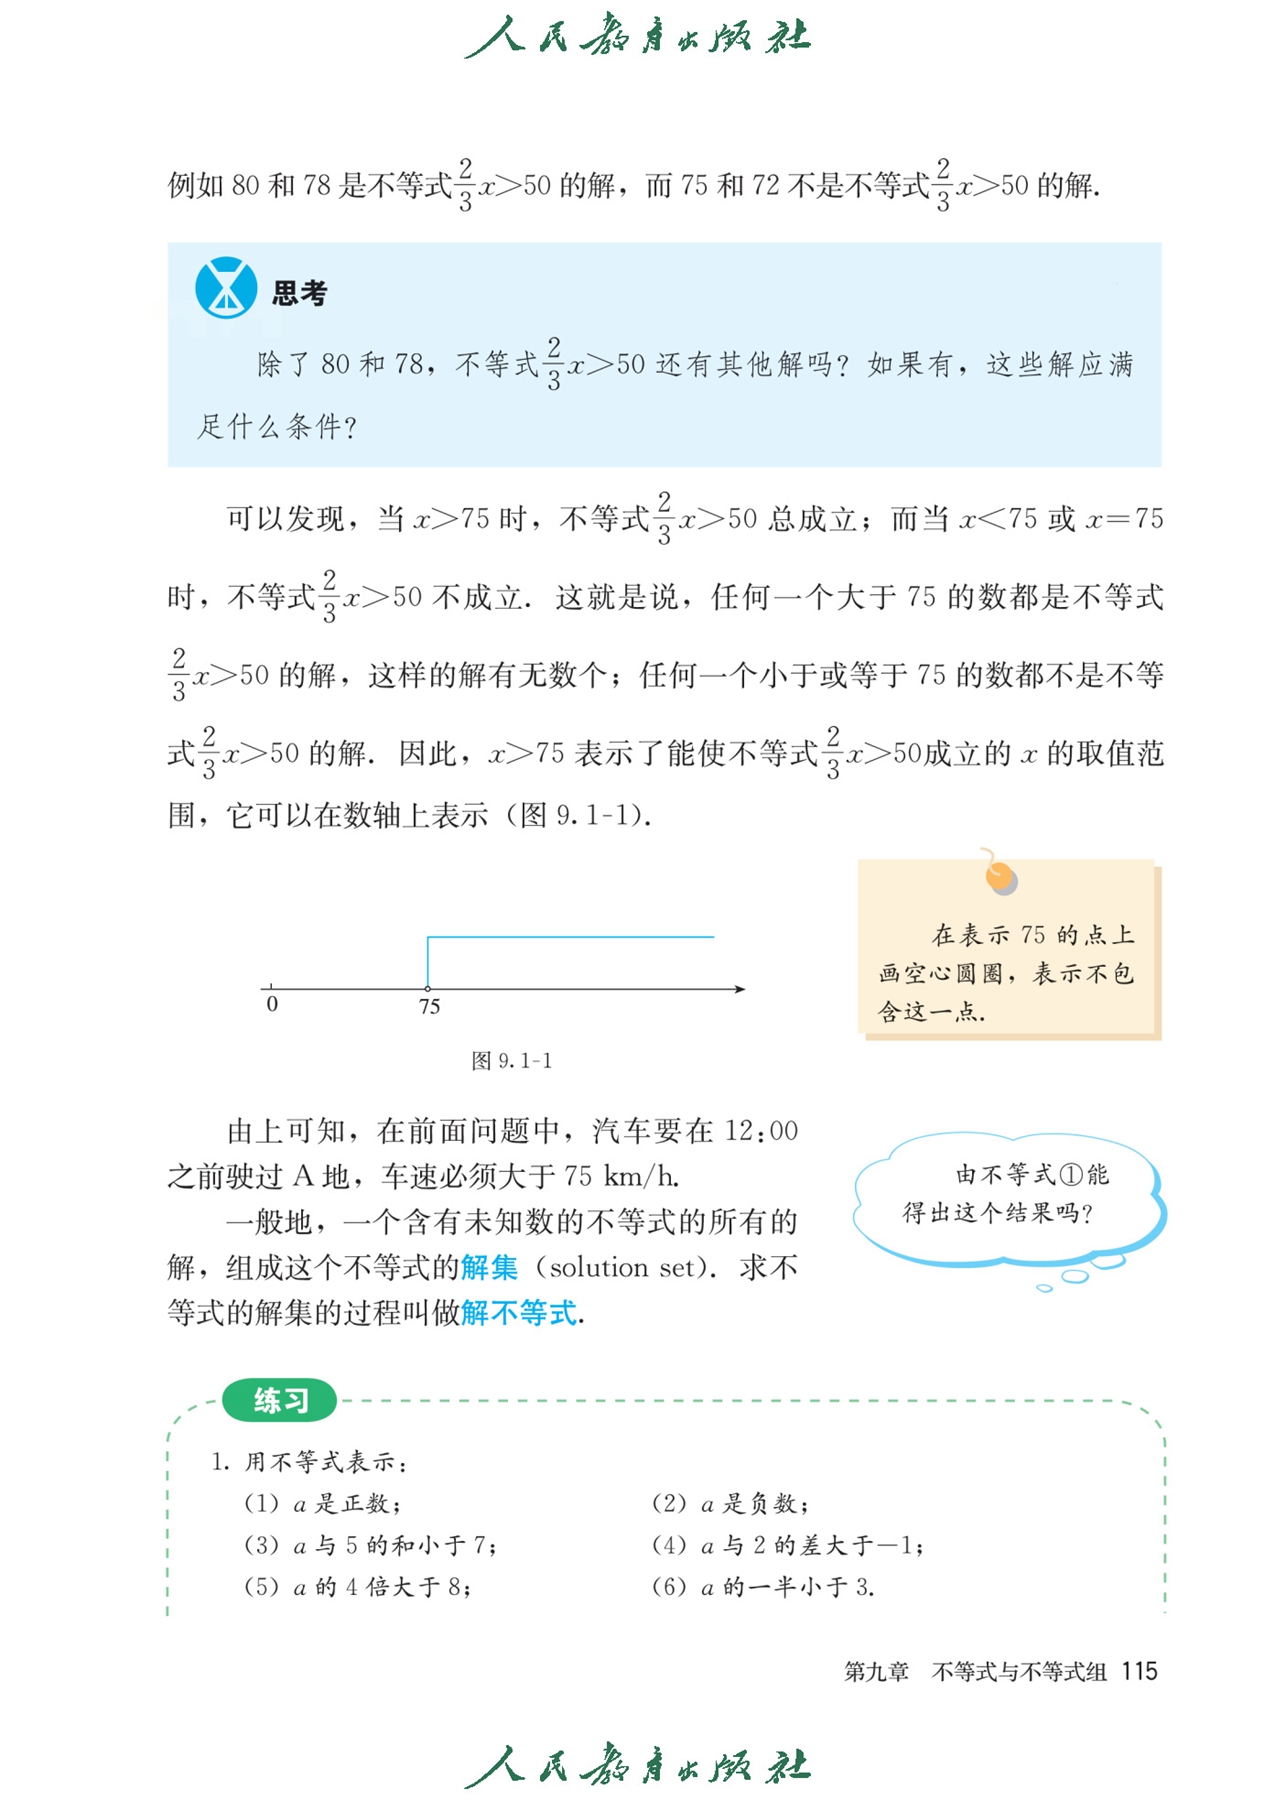 人民教育出版社
例如 80 和 78 是不等式 2/3 x＞50 的解，而 75 和 72 不是不等式 2/3 x＞50 的解.
思考
除了 80 和 78，不等式 2/3 x＞50 还有其他解吗？如果有，这些解应满
足什么条件？
可以发现，当 x＞75 时，不等式 2/3 x＞50 总成立；而当 x＜75 或 x＝75
时，不等式 2/3 x＞50 不成立．这就是说，任何一个大于 75 的数都是不等式
2/3 x＞50 的解，这样的解有无数个；任何一个小于或等于 75 的数都不是不等
式 2/3 x＞50 的解．因此，x＞75 表示了能使不等式 2/3 x＞50成立的 x 的取值范
围，它可以在数轴上表示（图 9.1-1）.
在表示 75 的点上
画空心圆圈，表示不包
含这一点.
0
75
图 9.1-1
由上可知，在前面问题中，汽车要在 12:00
之前驶过 A 地，车速必须大于 75 km/h.
一般地，一个含有未知数的不等式的所有的
解，组成这个不等式的解集（solution set）．求不
等式的解集的过程叫做解不等式.
由不等式①能
得出这个结果吗？
练习
1. 用不等式表示：
（1）a 是正数；
（2）a 是负数；
（3）a 与 5 的和小于 7；
（4）a 与 2 的差大于－1；
（5）a 的 4 倍大于 8；
（6）a 的一半小于 3.
第九章 不等式与不等式组 115
人民教育出版社